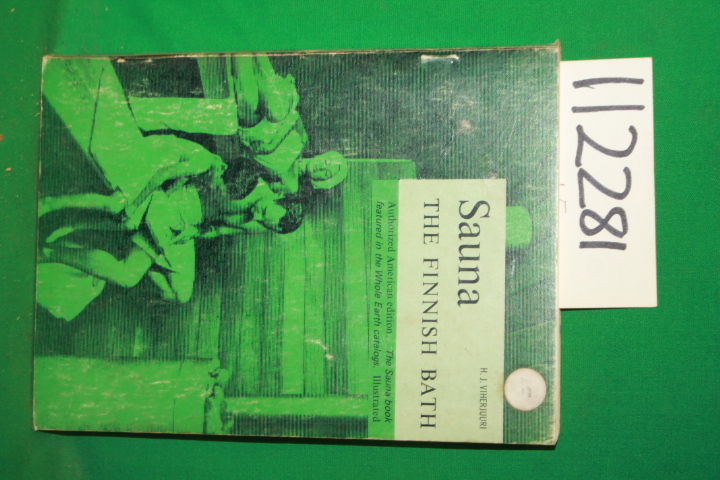 H. J. VIHERJUURI
Sauna
THE FINNISH BATH
Authorized American edition. The Sauna book
featured in the Whole Earth catalogs. Illustrated
112281